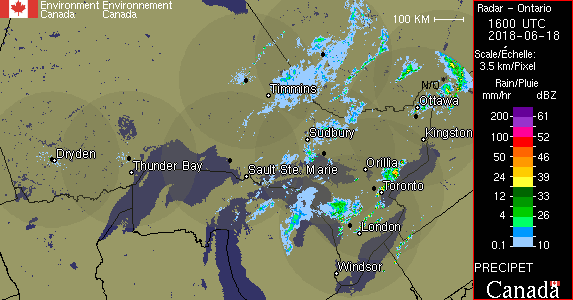 Environment Environnement
Canada Canada
Radar - Ontario
1600 UTC
2018-06-18
Scale/Échelle:
3.5 km/Pixel
Rain/Pluie
mm/hr dBZ
200 61
100 52
50 46
24 39
12 33
4 26
1 20
0.1 10
PRECIPET
Canada
100 KM
Timmins
N/O
Ottawa
Sudbury
Kingston
Dryden
Thunder Bay
Sault Ste. Marie
Orillia
Toronto
London
Windsor